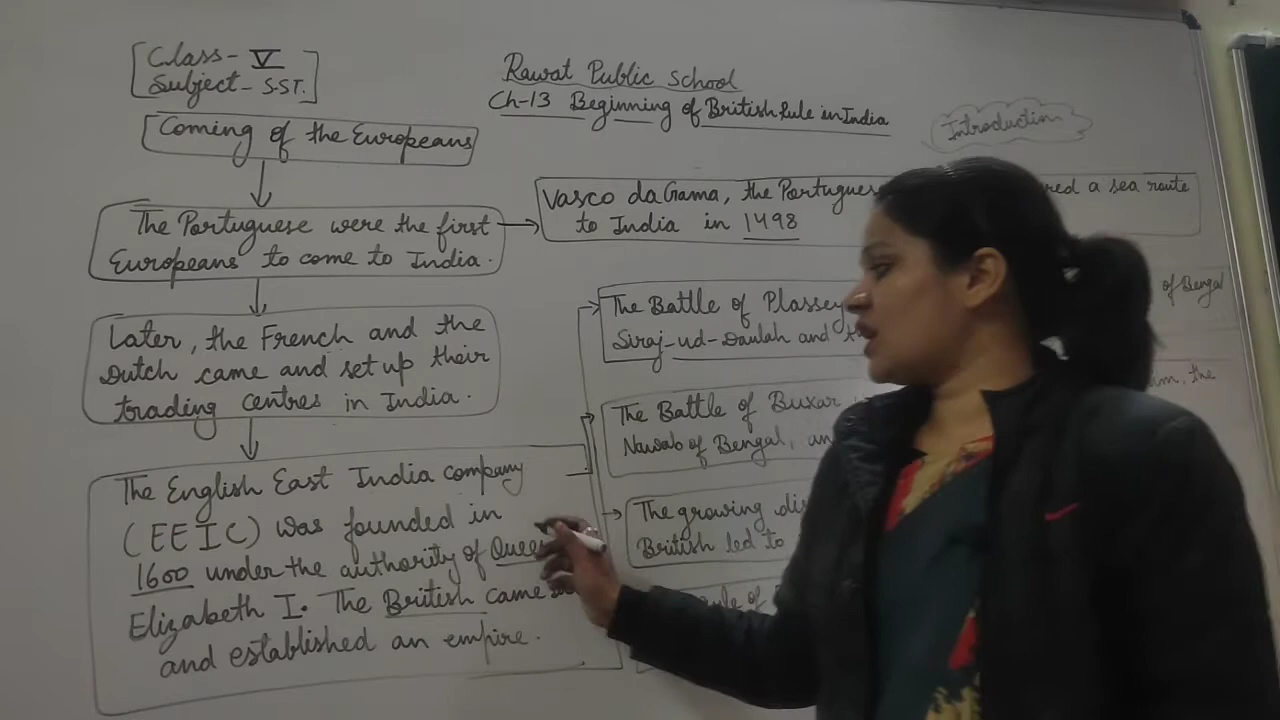 Class- V
Subject- S.ST.
Rawat Public School
Ch-13 Beginning of British Rule in India
Introduction
Coming of the Europeans
The Portuguese were the first
Europeans to come to India.
Vasco da Gama, the Portugues
red a sea route
to India in 1498
Later, the French and the
Dutch came and set up their
trading centres in India.
The English East India company
(EEIC) was founded in
1600 under the authority of Queen
Elizabeth I. The British came
and established an empire.
The Battle of Plassey
of Bengal
Siraj-ud-Daulah and
The Battle of Buxar
the
Nawab of Bengal,
The growing
British led to